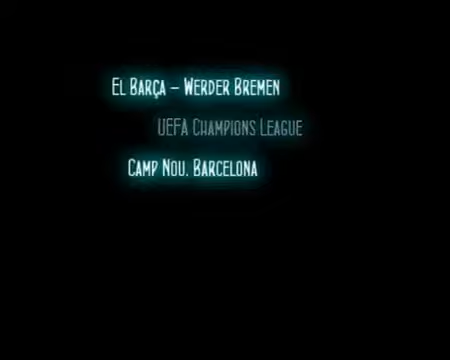 El Barça – Werder Bremen
UEFA Champions League
Camp Nou, Barcelona